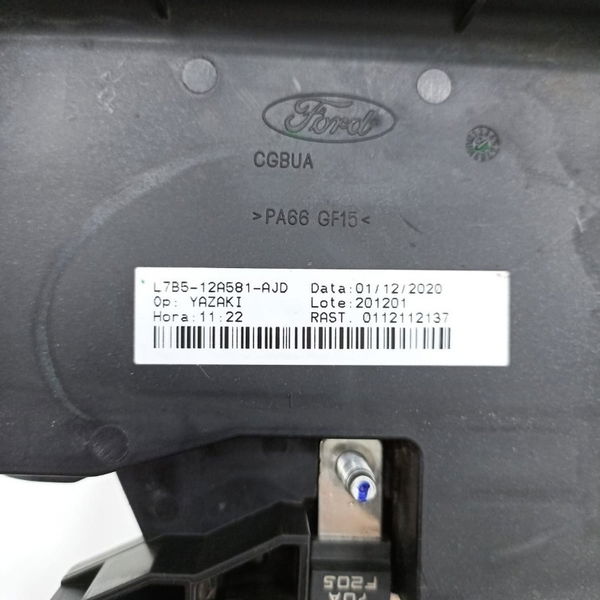 Ford
CGBUA
>PA66 GF15<
L7B5-12A581-AJD Data:01/12/2020
Op: YAZAKI Lote:201201
Hora:11:22 RAST. 0112112137
F205